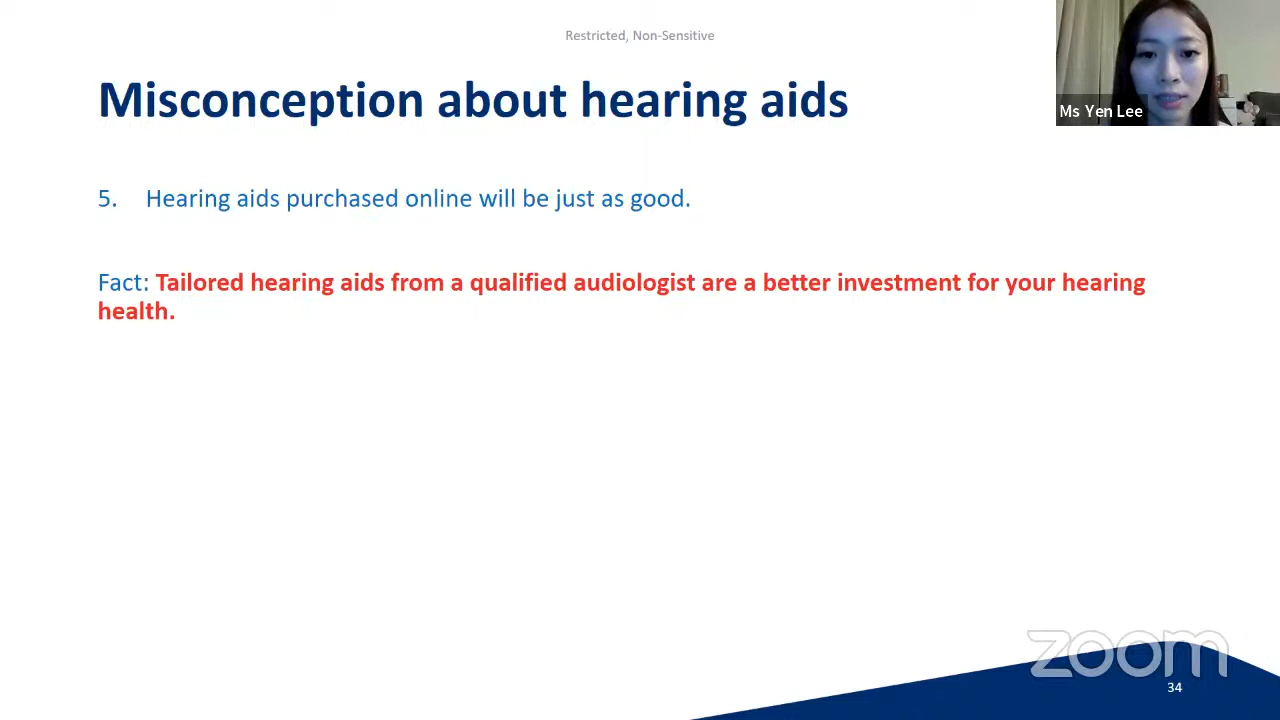 Restricted, Non-Sensitive
Misconception about hearing aids
Ms Yen Lee
5. Hearing aids purchased online will be just as good.
Fact: Tailored hearing aids from a qualified audiologist are a better investment for your hearing
health.
zoom
34